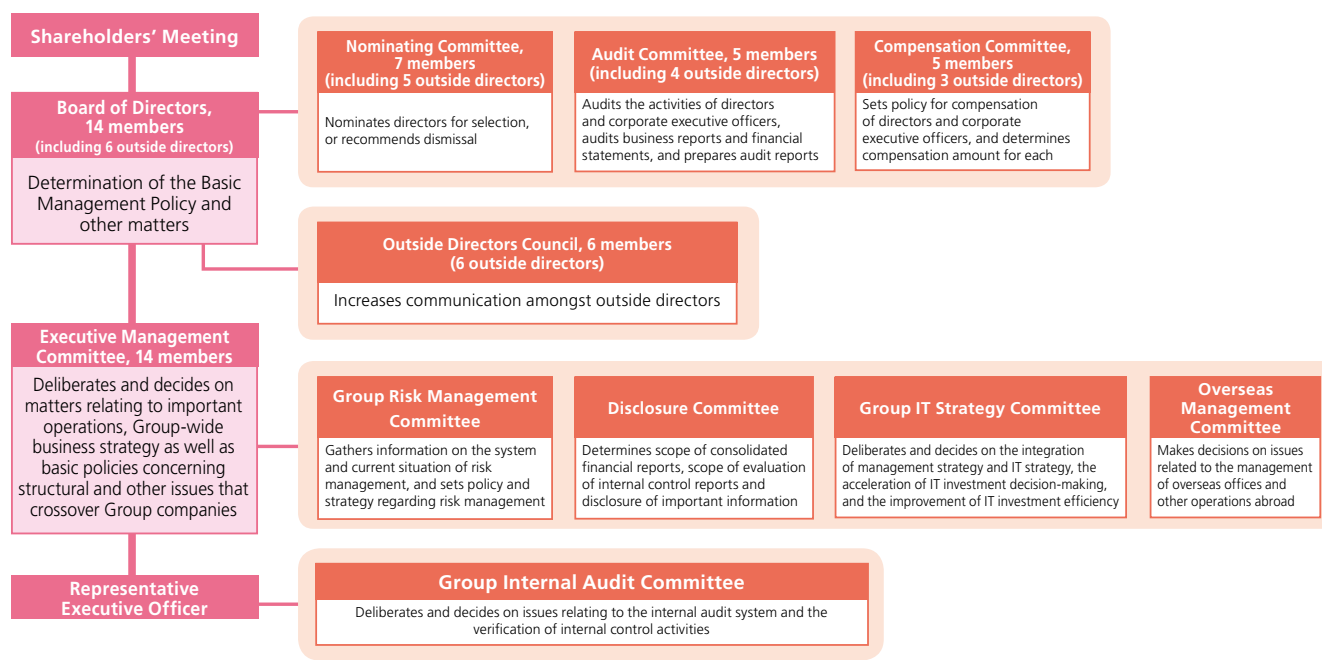 Shareholders’ Meeting
Board of Directors,
14 members
(including 6 outside directors)
Determination of the Basic
Management Policy and
other matters
Nominating Committee,
7 members
(including 5 outside directors)
Nominates directors for selection,
or recommends dismissal
Audit Committee, 5 members
(including 4 outside directors)
Audits the activities of directors
and corporate executive officers,
audits business reports and financial
statements, and prepares audit reports
Compensation Committee,
5 members
(including 3 outside directors)
Sets policy for compensation
of directors and corporate
executive officers, and determines
compensation amount for each
Outside Directors Council, 6 members
(6 outside directors)
Increases communication amongst outside directors
Executive Management
Committee, 14 members
Deliberates and decides on
matters relating to important
operations, Group-wide
business strategy as well as
basic policies concerning
structural and other issues that
crossover Group companies
Group Risk Management
Committee
Gathers information on the system
and current situation of risk
management, and sets policy and
strategy regarding risk management
Disclosure Committee
Determines scope of consolidated
financial reports, scope of evaluation
of internal control reports and
disclosure of important information
Group IT Strategy Committee
Deliberates and decides on the integration
of management strategy and IT strategy, the
acceleration of IT investment decision-making,
and the improvement of IT investment efficiency
Overseas
Management
Committee
Makes decisions on issues
related to the management
of overseas offices and
other operations abroad
Representative
Executive Officer
Group Internal Audit Committee
Deliberates and decides on issues relating to the internal audit system and the
verification of internal control activities